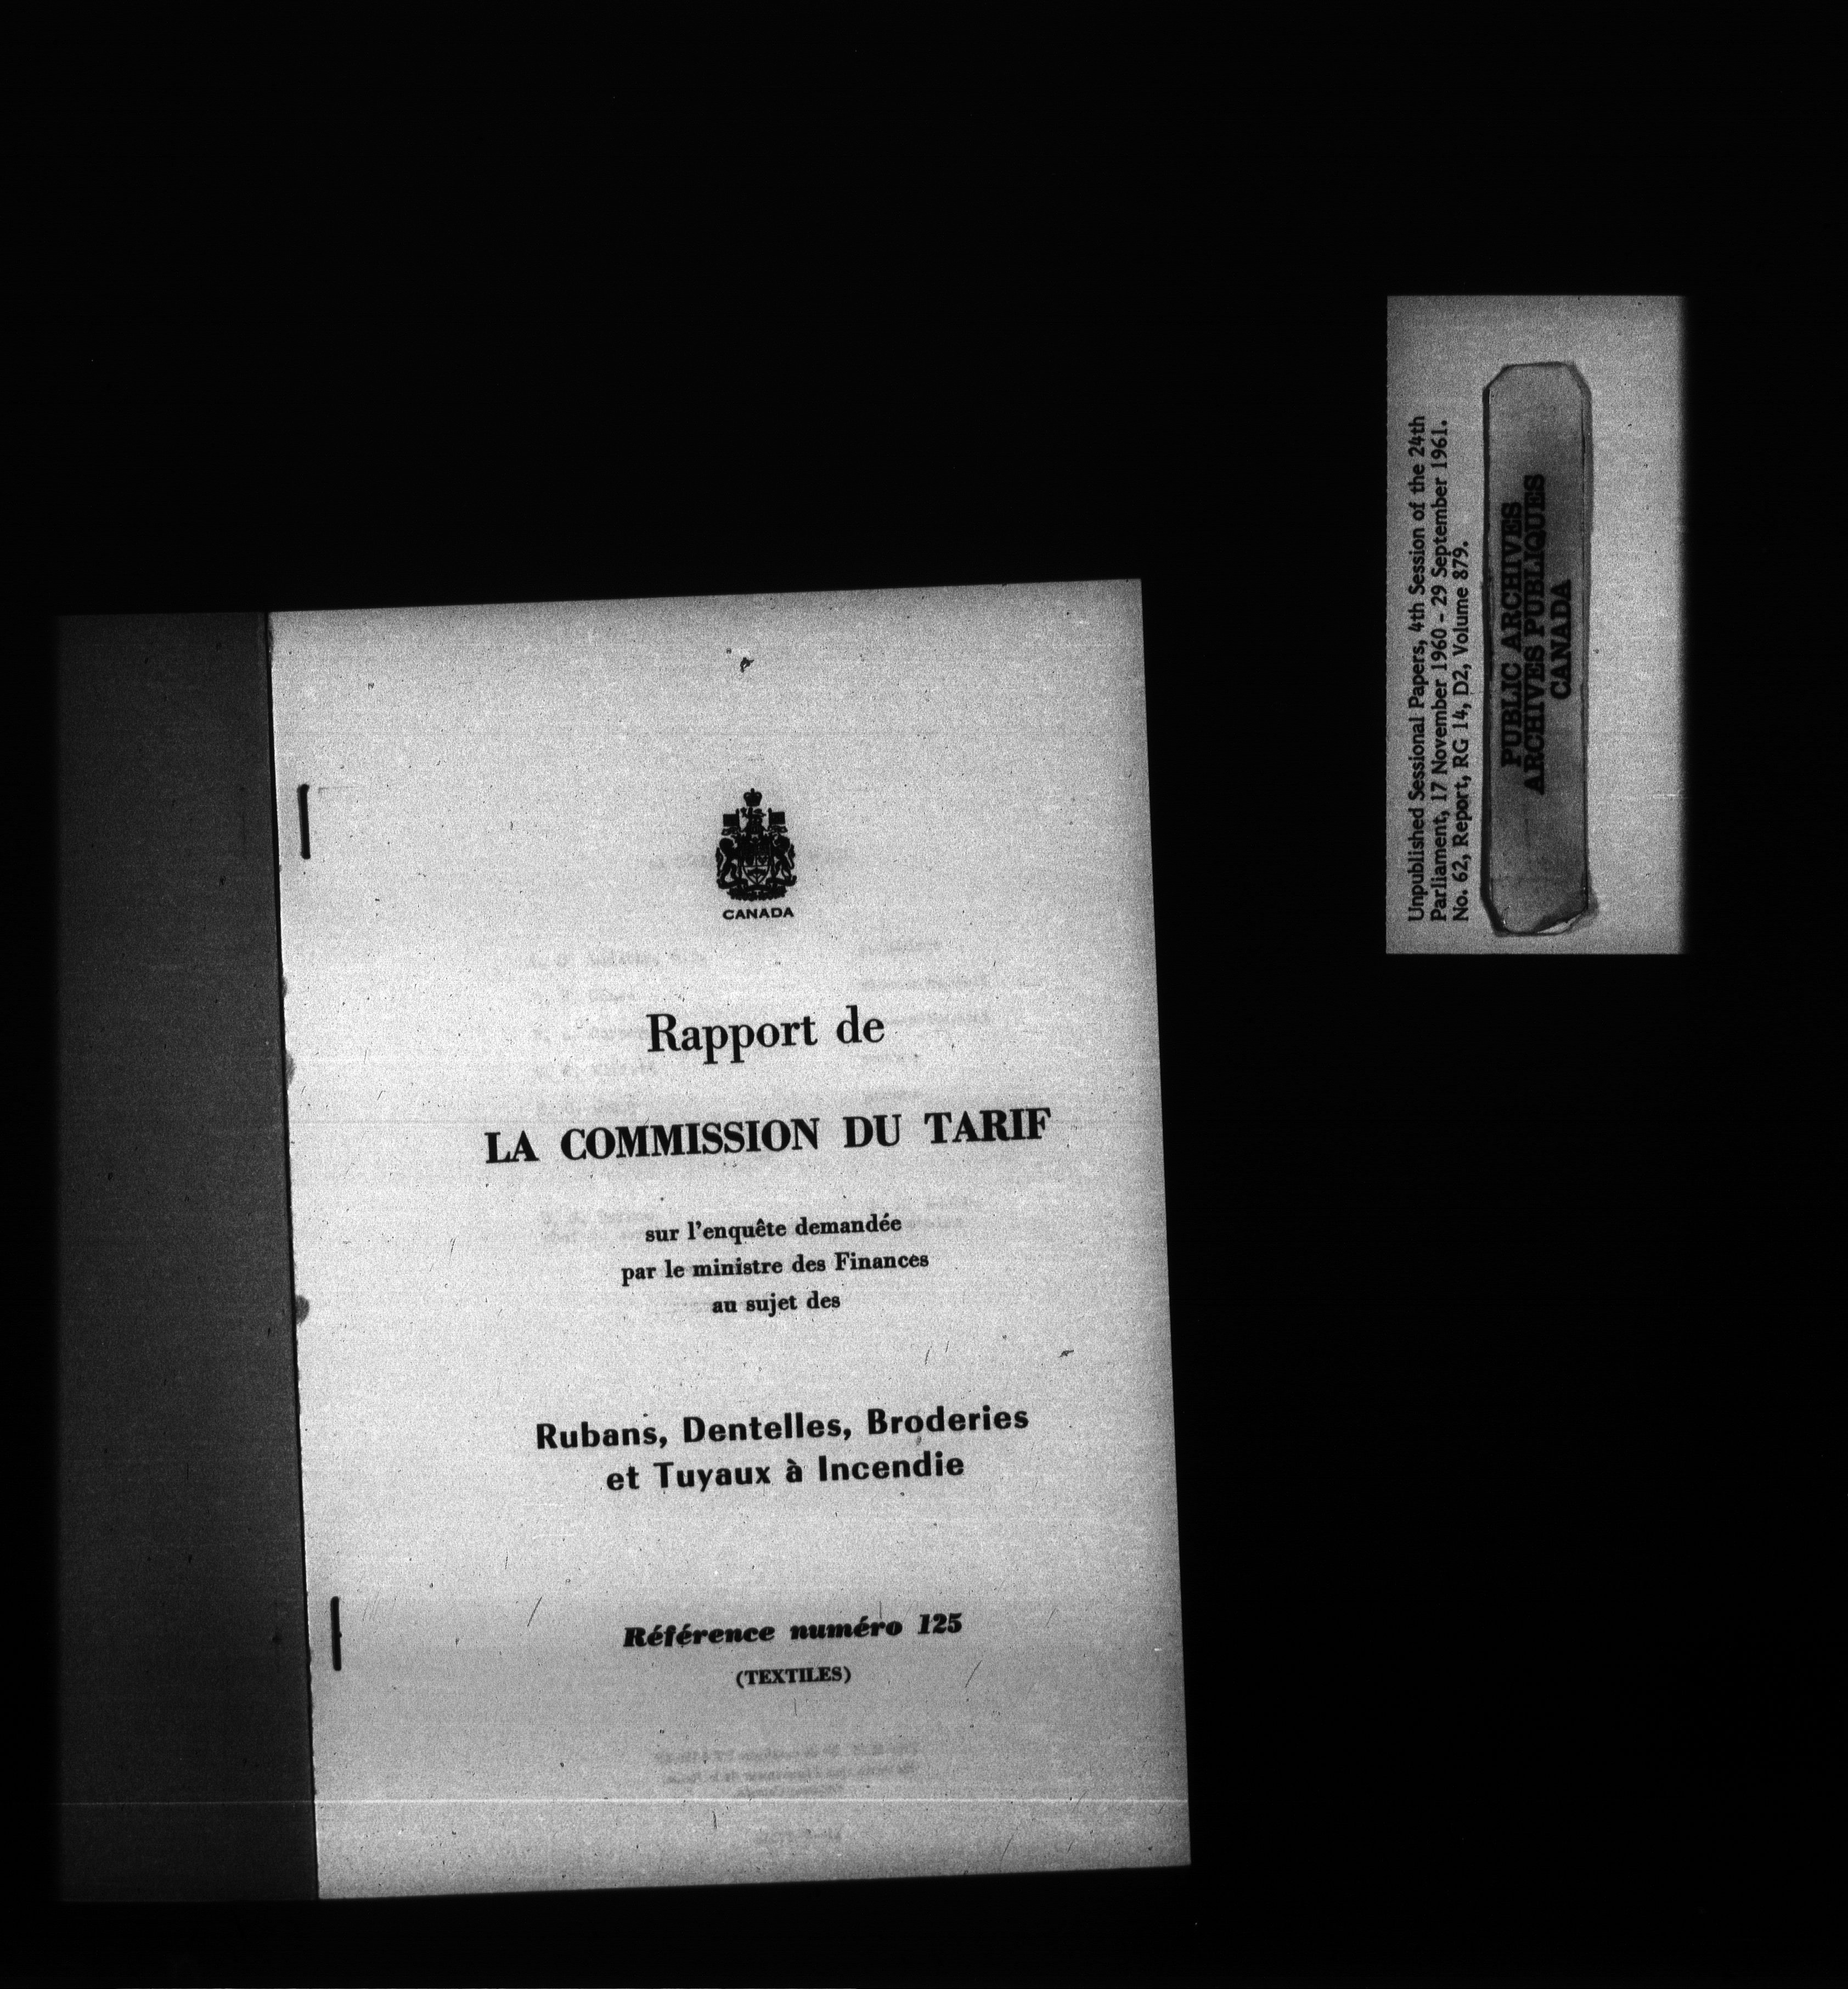 CANADA
Rapport de
LA COMMISSION DU TARIF
sur l'enquête demandée
par le ministre des Finances
au sujet des
Rubans, Dentelles, Broderies
et Tuyaux à Incendie
Référence numéro 125
(TEXTILES)
Unpublished Sessional Papers, 4th Session of the 24th
Parliament, 17 November 1960 - 29 September 1961.
No. 62, Report, RG 14, D2, Volume 879.
PUBLIC ARCHIVES
ARCHIVES PUBLIQUES
CANADA